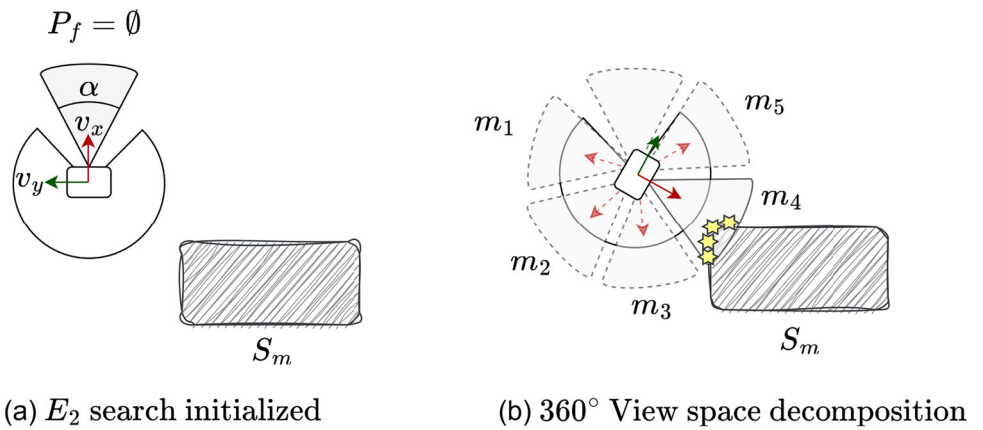 P_f = ∅
α
v_x
v_y
S_m
(a) E_2 search initialized
m_1
m_5
m_4
m_2
m_3
S_m
(b) 360° View space decomposition